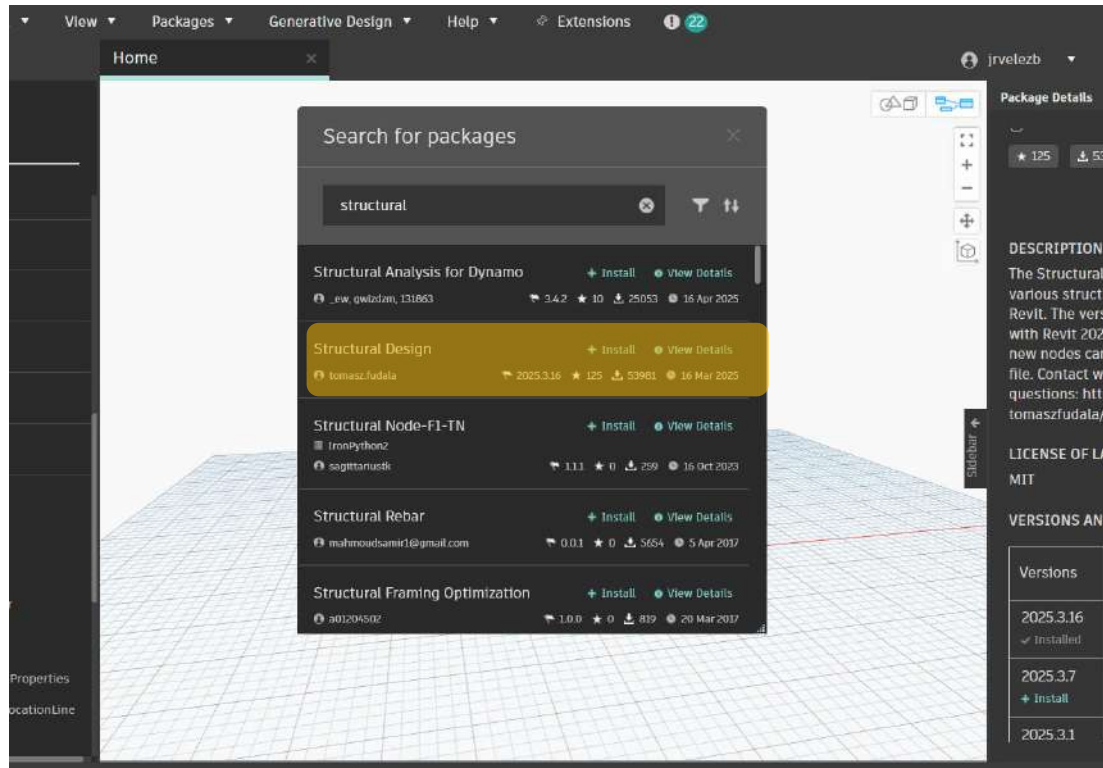 View Packages Generative Design Help Extensions 22
Home
jrvelezb
Search for packages
structural
Structural Analysis for Dynamo Install View Details
_ew, gwizdzm, 131863 3.4.2 10 25053 16 Apr 2025
Structural Design Install View Details
tomasz.fudala 2025.3.16 125 53981 16 Mar 2025
Structural Node-F1-TN Install View Details
IronPython2
sagittariustk 1.1.1 0 259 16 Oct 2023
Structural Rebar Install View Details
mahmoudsamir1@gmail.com 0.0.1 0 5654 5 Apr 2017
Structural Framing Optimization Install View Details
a01204502 1.0.0 0 819 20 Mar 2017
Properties
ocationLine
Sidebar
Package Details
125 53
DESCRIPTION
The Structural
various struct
Revit. The vers
with Revit 202
new nodes can
file. Contact w
questions: htt
tomaszfudala/
LICENSE OF LA
MIT
VERSIONS AN
Versions
2025.3.16
Installed
2025.3.7
Install
2025.3.1